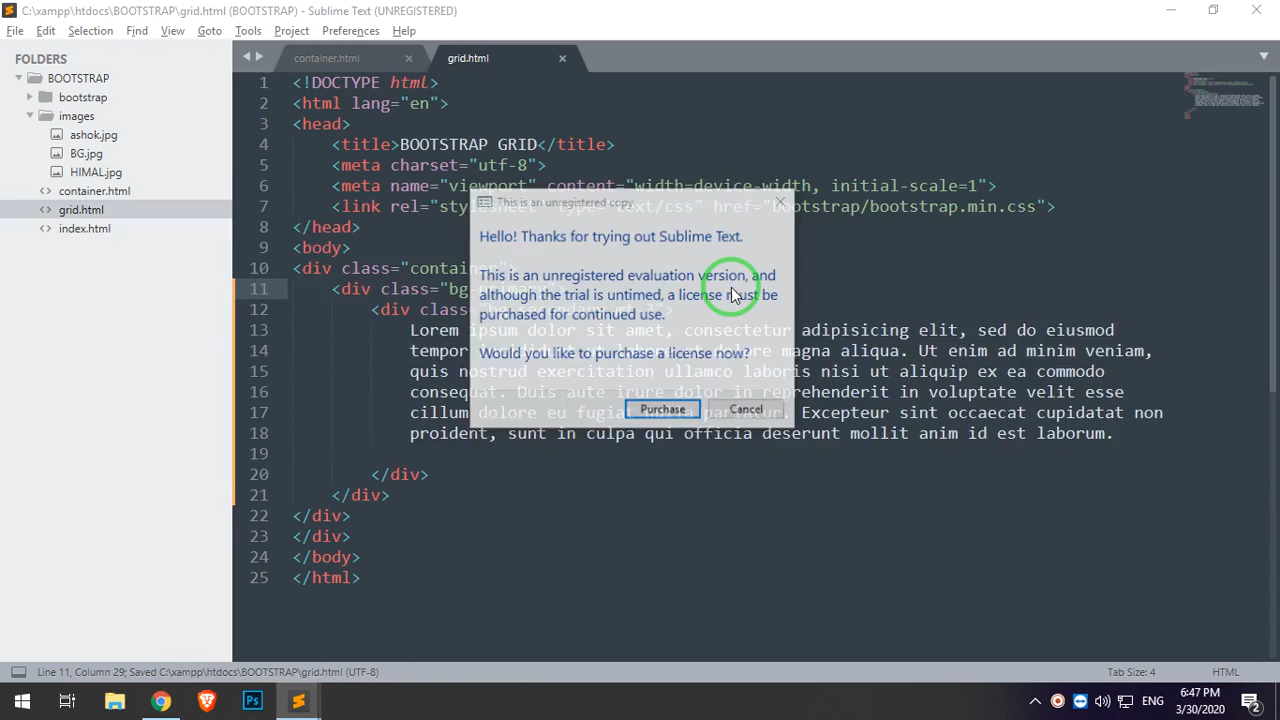 C:\xampp\htdocs\BOOTSTRAP\grid.html (BOOTSTRAP) - Sublime Text (UNREGISTERED)
File Edit Selection Find View Goto Tools Project Preferences Help
FOLDERS
BOOTSTRAP
bootstrap
images
ashok.jpg
BG.jpg
HIMAL.jpg
container.html
grid.html
index.html
container.html
grid.html
1 <!DOCTYPE html>
2 <html lang="en">
3 <head>
4 <title>BOOTSTRAP GRID</title>
5 <meta charset="utf-8">
6 <meta name="viewport" content="width=device-width, initial-scale=1">
7 <link rel="stylesheet" type="text/css" href="bootstrap/bootstrap.min.css">
8 </head>
9 <body>
10 <div class="container">
11 <div class="bg-primary">
12 <div class=
13 Lorem ipsum dolor sit amet, consectetur adipisicing elit, sed do eiusmod
14 tempor incididunt ut labore et dolore magna aliqua. Ut enim ad minim veniam,
15 quis nostrud exercitation ullamco laboris nisi ut aliquip ex ea commodo
16 consequat. Duis aute irure dolor in reprehenderit in voluptate velit esse
17 cillum dolore eu fugiat nulla pariatur. Excepteur sint occaecat cupidatat non
18 proident, sunt in culpa qui officia deserunt mollit anim id est laborum.
19
20 </div>
21 </div>
22 </div>
23 </div>
24 </body>
25 </html>
This is an unregistered copy
Hello! Thanks for trying out Sublime Text.
This is an unregistered evaluation version, and
although the trial is untimed, a license must be
purchased for continued use.
Would you like to purchase a license now?
Purchase Cancel
Line 11, Column 29; Saved C:\xampp\htdocs\BOOTSTRAP\grid.html (UTF-8)
Tab Size: 4
HTML
Ps
ENG
6:47 PM
3/30/2020
2